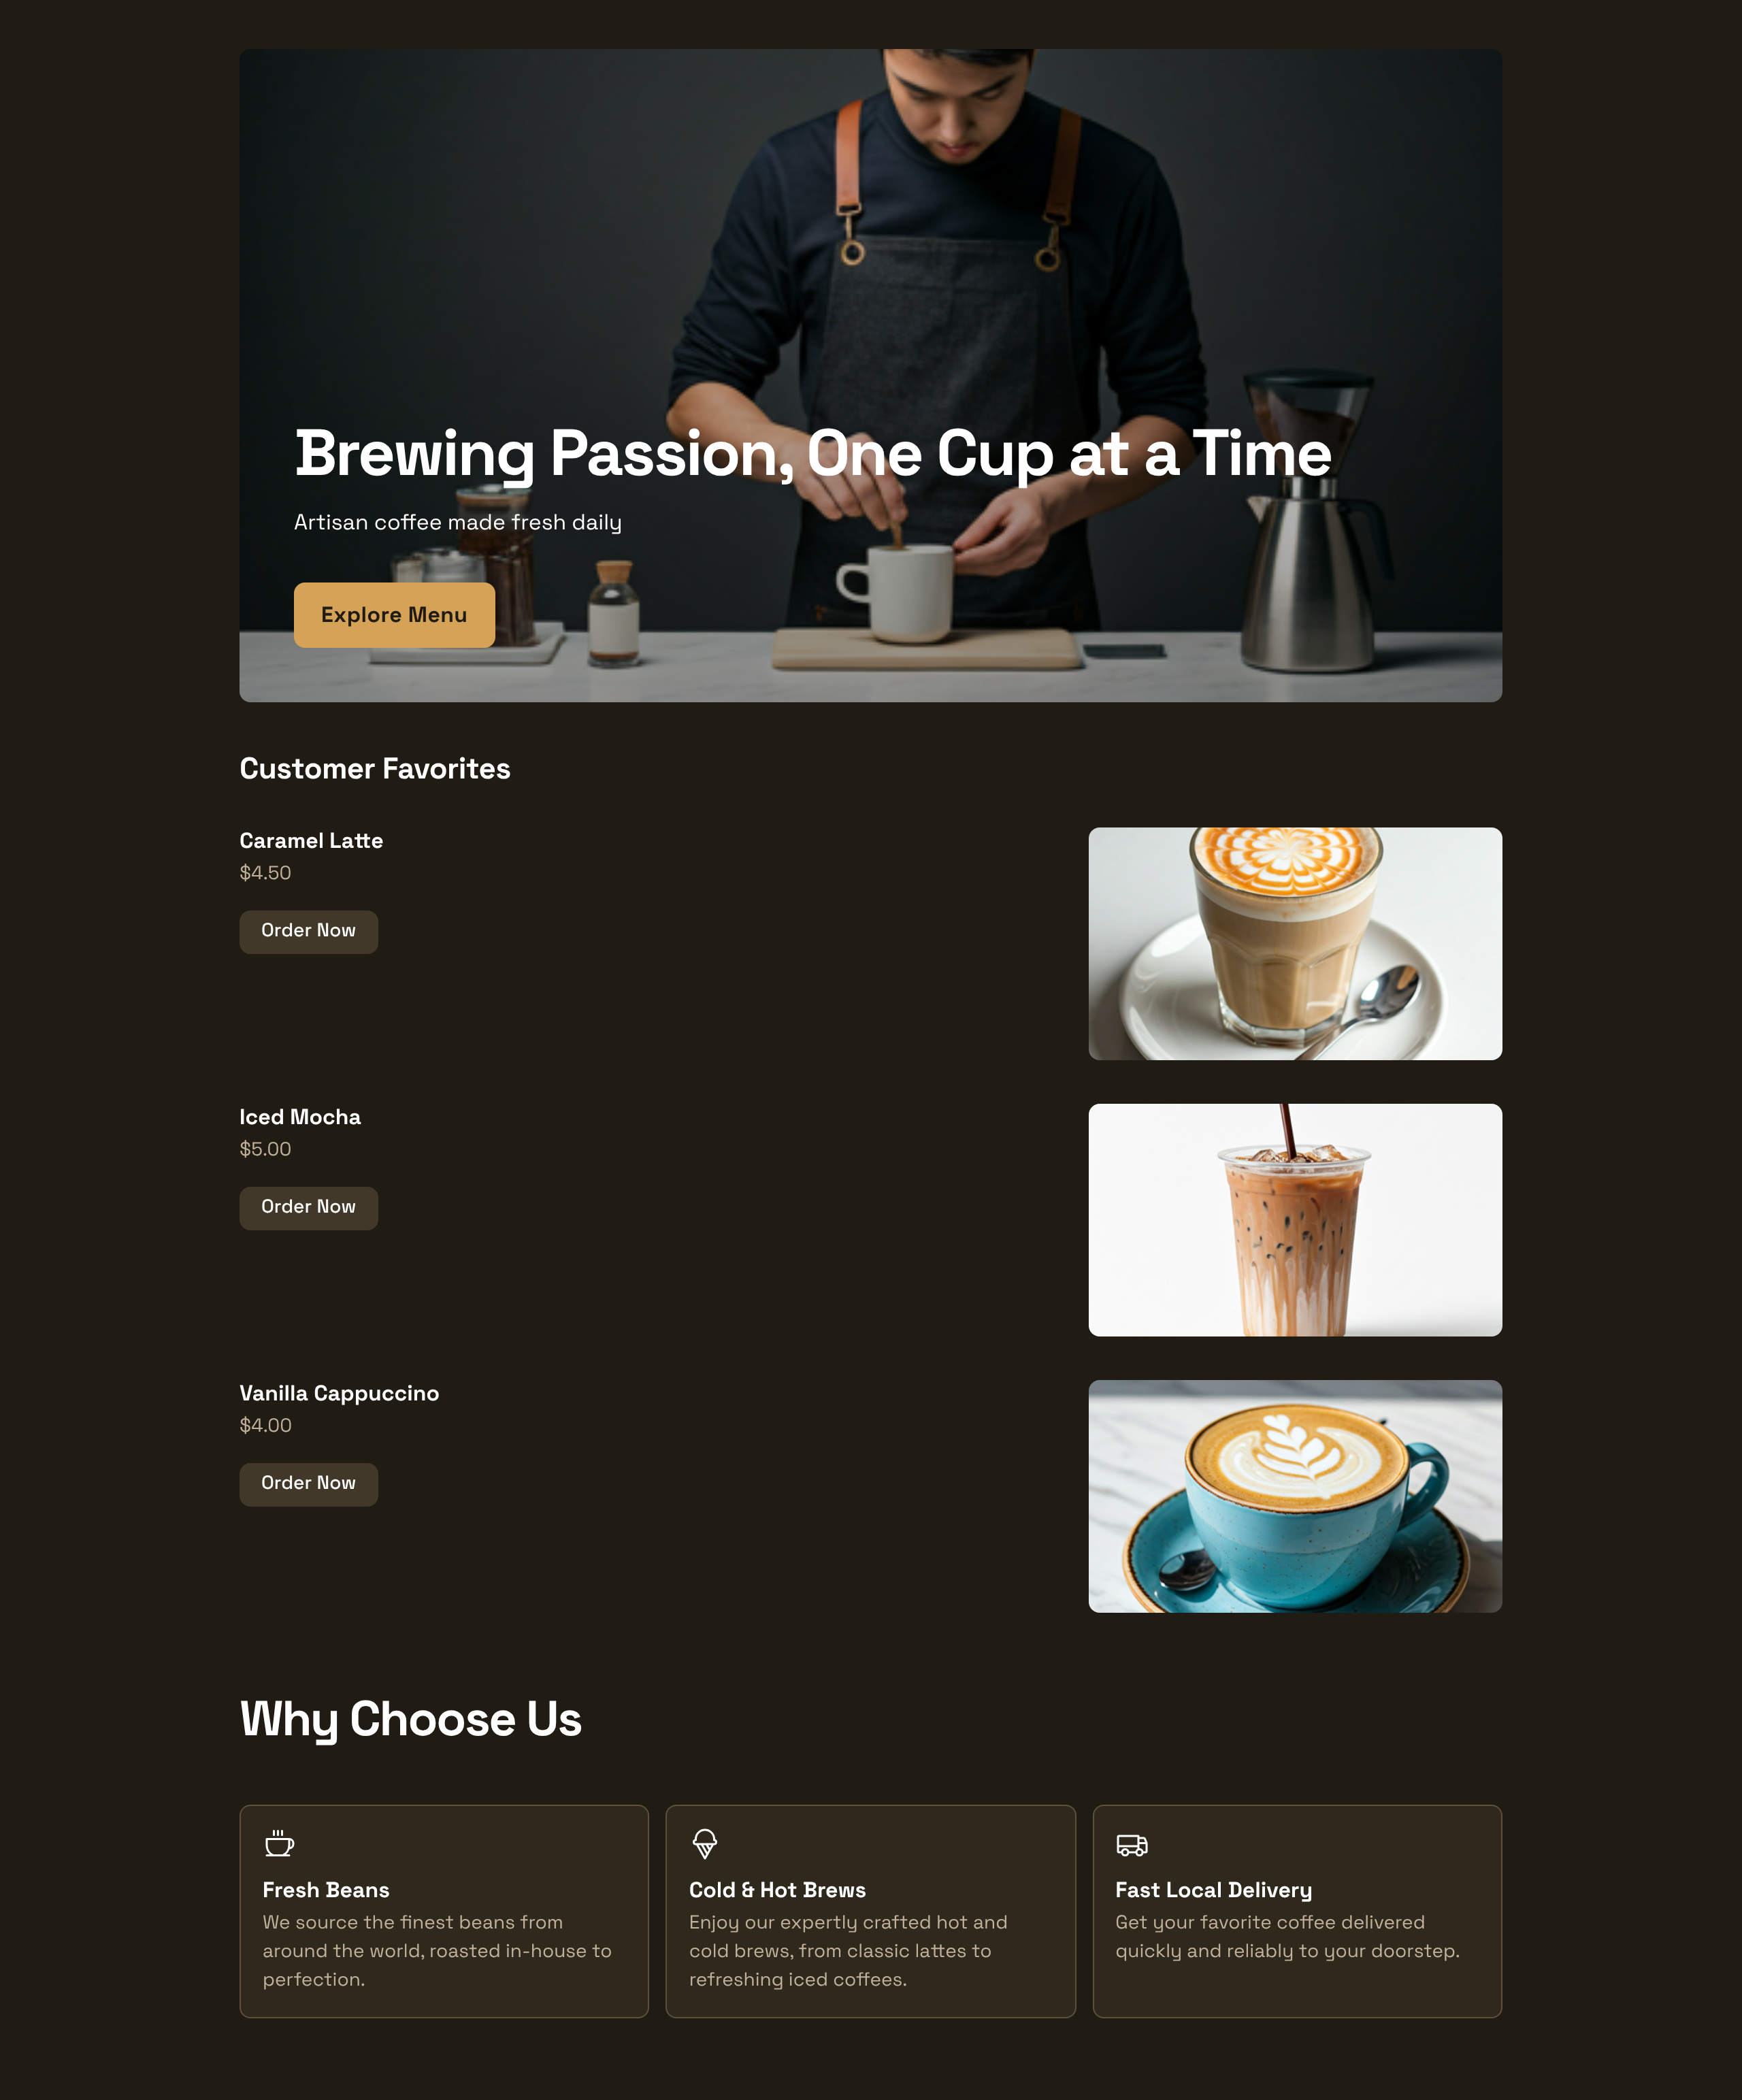 Brewing Passion, One Cup at a Time
Artisan coffee made fresh daily
Explore Menu
Customer Favorites
Caramel Latte
$4.50
Order Now
Iced Mocha
$5.00
Order Now
Vanilla Cappuccino
$4.00
Order Now
Why Choose Us
Fresh Beans
We source the finest beans from
around the world, roasted in-house to
perfection.
Cold & Hot Brews
Enjoy our expertly crafted hot and
cold brews, from classic lattes to
refreshing iced coffees.
Fast Local Delivery
Get your favorite coffee delivered
quickly and reliably to your doorstep.